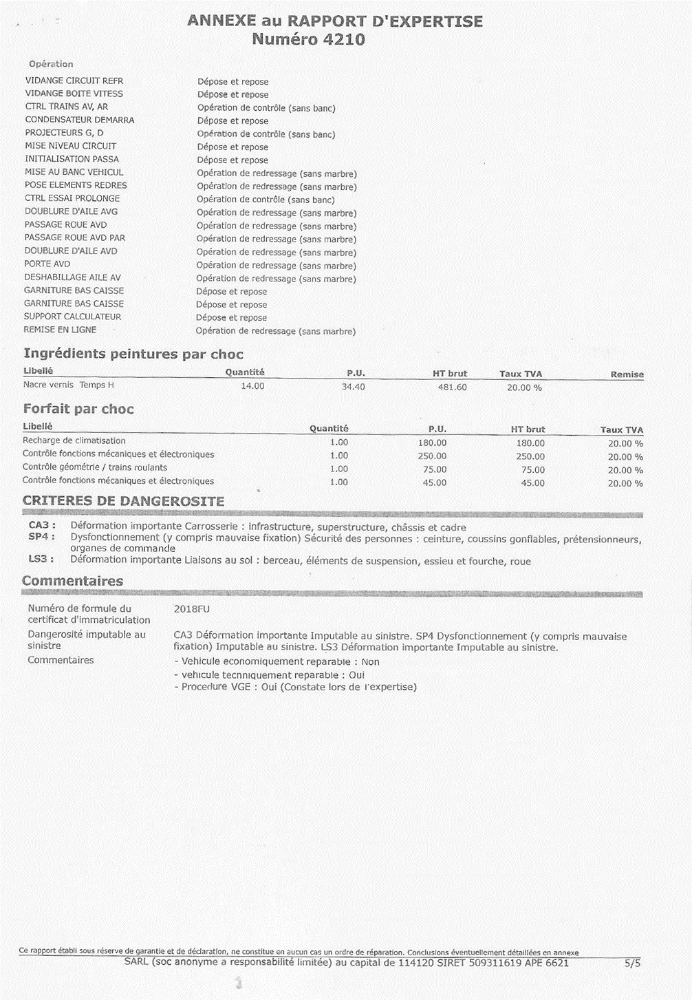 ANNEXE au RAPPORT D'EXPERTISE
Numéro 4210
Opération
VIDANGE CIRCUIT REFR Dépose et repose
VIDANGE BOITE VITESS Dépose et repose
CTRL TRAINS AV, AR Opération de contrôle (sans banc)
CONDENSATEUR DEMARRA Dépose et repose
PROJECTEURS G, D Opération de contrôle (sans banc)
MISE NIVEAU CIRCUIT Dépose et repose
INITIALISATION PASSA Dépose et repose
MISE AU BANC VEHICUL Opération de redressage (sans marbre)
POSE ELEMENTS REDRES Opération de redressage (sans marbre)
CTRL ESSAI PROLONGE Opération de contrôle (sans banc)
DOUBLURE D'AILE AVG Opération de redressage (sans marbre)
PASSAGE ROUE AVD Opération de redressage (sans marbre)
PASSAGE ROUE AVD PAR Opération de redressage (sans marbre)
DOUBLURE D'AILE AVD Opération de redressage (sans marbre)
PORTE AVD Opération de redressage (sans marbre)
DESHABILLAGE AILE AV Opération de redressage (sans marbre)
GARNITURE BAS CAISSE Dépose et repose
GARNITURE BAS CAISSE Dépose et repose
SUPPORT CALCULATEUR Dépose et repose
REMISE EN LIGNE Opération de redressage (sans marbre)
Ingrédients peintures par choc
Libellé Quantité P.U. HT brut Taux TVA Remise
Nacre vernis Temps H 14.00 34.40 481.60 20.00 %
Forfait par choc
Libellé Quantité P.U. HT brut Taux TVA
Recharge de climatisation 1.00 180.00 180.00 20.00 %
Contrôle fonctions mécaniques et électroniques 1.00 250.00 250.00 20.00 %
Contrôle géométrie / trains roulants 1.00 75.00 75.00 20.00 %
Contrôle fonctions mécaniques et électroniques 1.00 45.00 45.00 20.00 %
CRITERES DE DANGEROSITE
CA3 : Déformation importante Carrosserie : infrastructure, superstructure, châssis et cadre
SP4 : Dysfonctionnement (y compris mauvaise fixation) Sécurité des personnes : ceinture, coussins gonflables, prétensionneurs,
organes de commande
LS3 : Déformation importante Liaisons au sol : berceau, éléments de suspension, essieu et fourche, roue
Commentaires
Numéro de formule du 2018FU
certificat d'immatriculation
Dangerosité imputable au CA3 Déformation importante Imputable au sinistre. SP4 Dysfonctionnement (y compris mauvaise
sinistre fixation) Imputable au sinistre. LS3 Déformation importante Imputable au sinistre.
Commentaires - Vehicule economiquement reparable : Non
- vehicule techniquement reparable : Oui
- Procedure VGE : Oui (Constate lors de l'expertise)
Ce rapport établi sous réserve de garantie et de déclaration, ne constitue en aucun cas un ordre de réparation. Conclusions éventuellement détaillées en annexe
SARL (soc anonyme a responsabilité limitée) au capital de 114120 SIRET 509311619 APE 6621 5/5